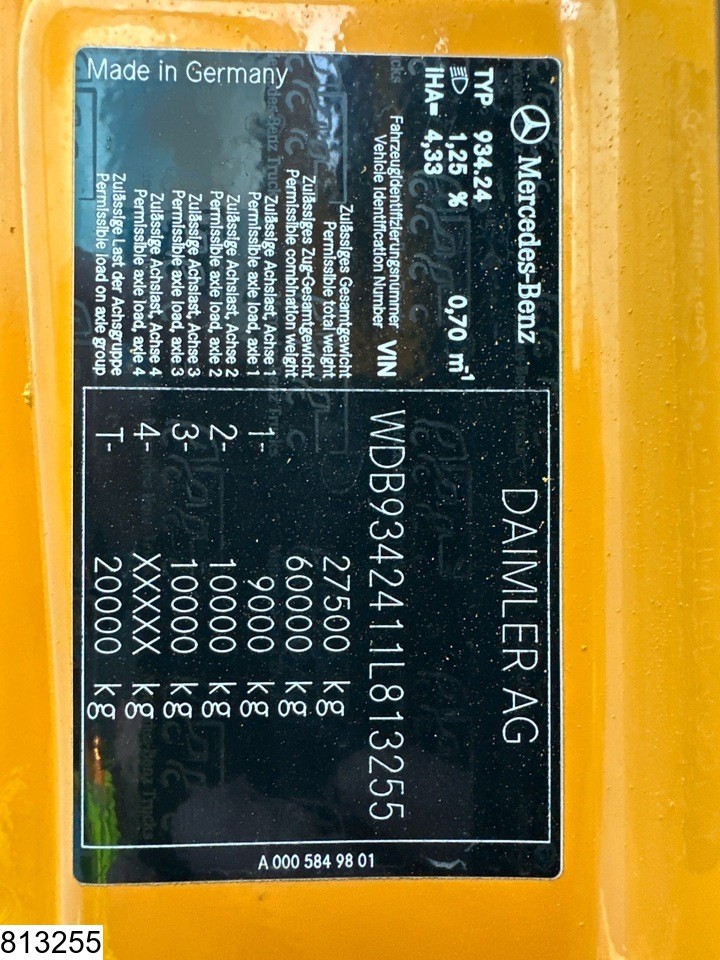 Mercedes-Benz
DAIMLER AG
TYP 934.24
1,25 % 0,70 m-1
IHA= 4,33
Fahrzeugidentifizierungsnummer
Vehicle Identification Number VIN WDB9342411L813255
Zulässiges Gesamtgewicht
Permissible total weight 27500 kg
Zulässiges Zug-Gesamtgewicht
Permissible combination weight 60000 kg
Zulässige Achslast, Achse 1
Permissible axle load, axle 1 1- 9000 kg
Zulässige Achslast, Achse 2
Permissible axle load, axle 2 2- 10000 kg
Zulässige Achslast, Achse 3
Permissible axle load, axle 3 3- 10000 kg
Zulässige Achslast, Achse 4
Permissible axle load, axle 4 4- XXXXX kg
Zulässige Last der Achsgruppe
Permissible load on axle group T- 20000 kg
Made in Germany
A 000 584 98 01
813255